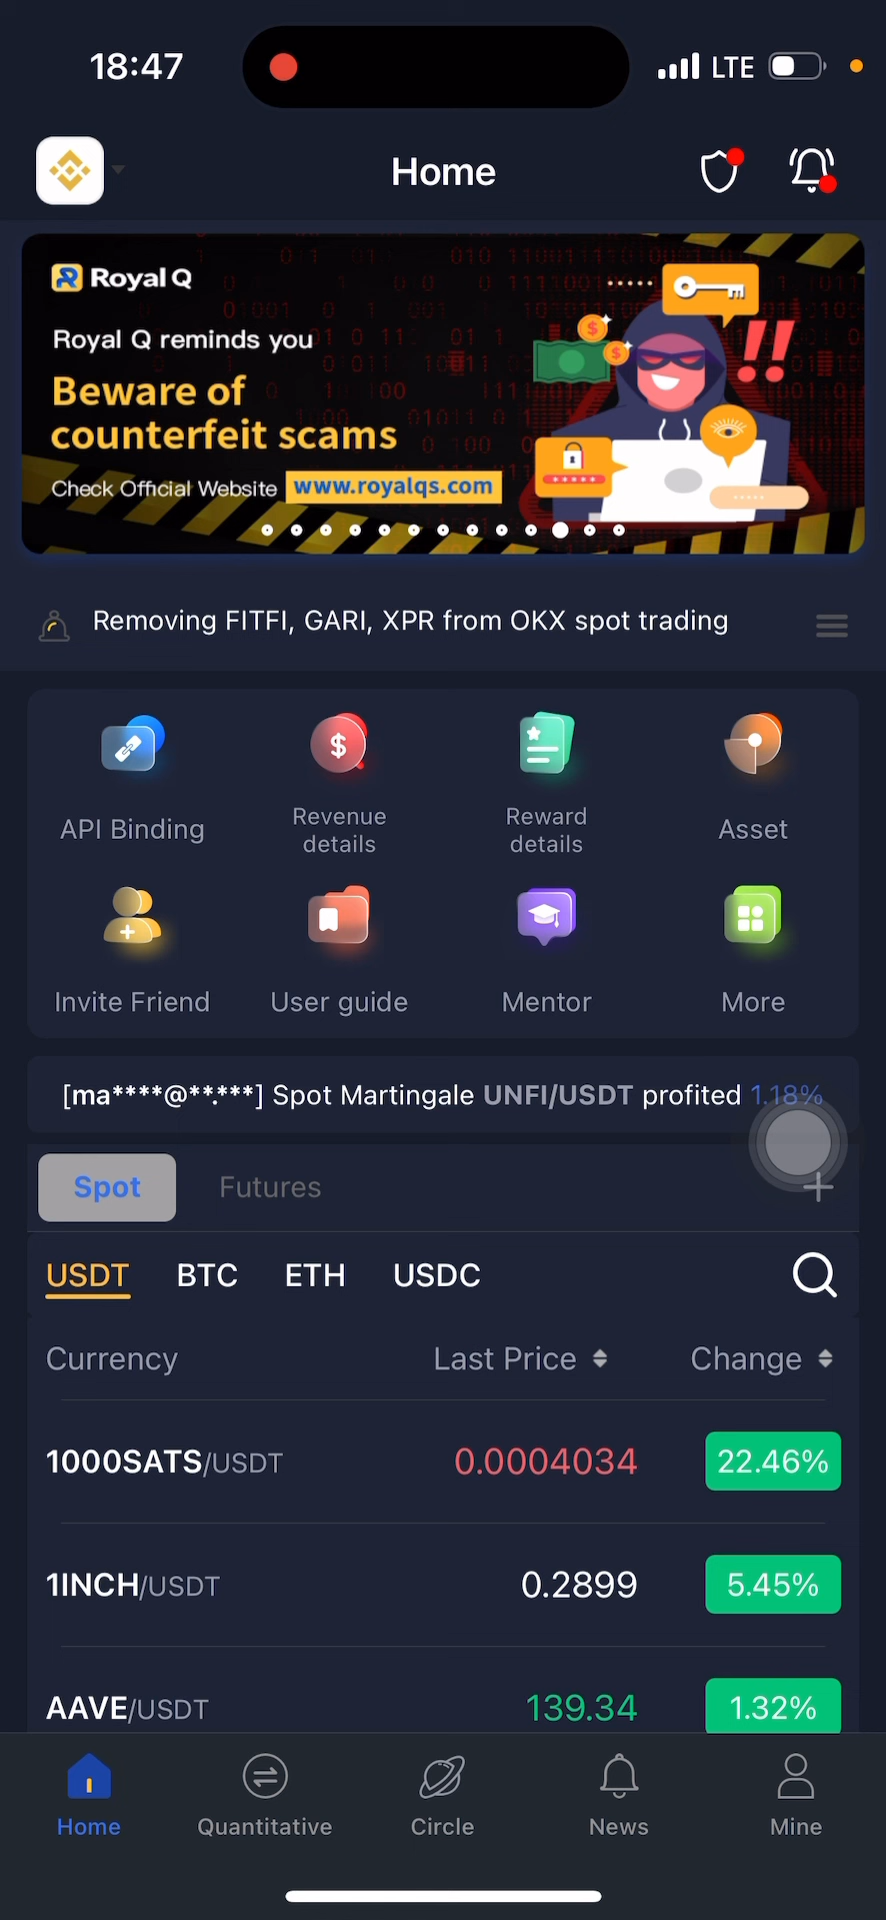 18:47
LTE
Home
Royal Q
Royal Q reminds you
Beware of
counterfeit scams
Check Official Website www.royalqs.com
Removing FITFI, GARI, XPR from OKX spot trading
API Binding
Revenue
details
Reward
details
Asset
Invite Friend
User guide
Mentor
More
[ma****@**.***] Spot Martingale UNFI/USDT profited 1.18%
Spot
Futures
USDT BTC ETH USDC
Currency Last Price Change
1000SATS/USDT 0.0004034 22.46%
1INCH/USDT 0.2899 5.45%
AAVE/USDT 139.34 1.32%
Home Quantitative Circle News Mine